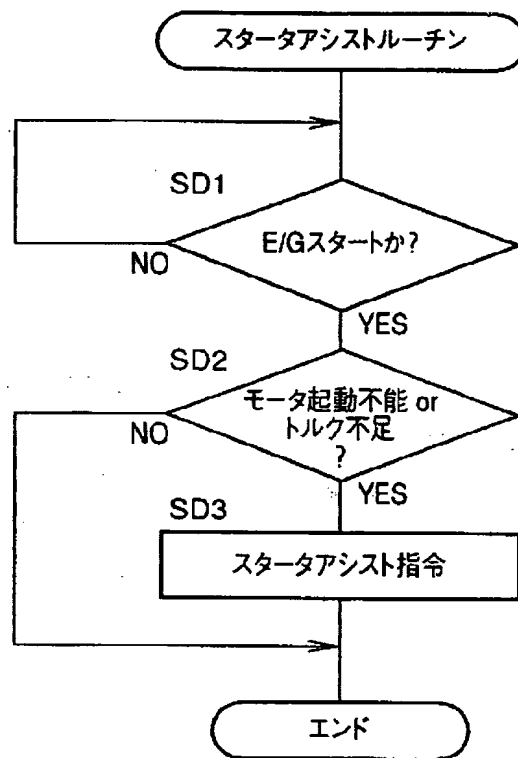 スタータアシストルーチン
SD1
E/Gスタートか?
NO
YES
SD2
モータ起動不能 or
トルク不足
?
NO
YES
SD3
スタータアシスト指令
エンド